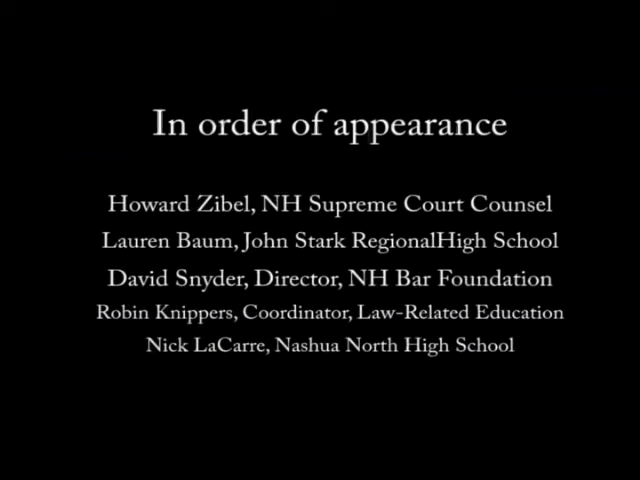 In order of appearance
Howard Zibel, NH Supreme Court Counsel
Lauren Baum, John Stark RegionalHigh School
David Snyder, Director, NH Bar Foundation
Robin Knippers, Coordinator, Law-Related Education
Nick LaCarre, Nashua North High School